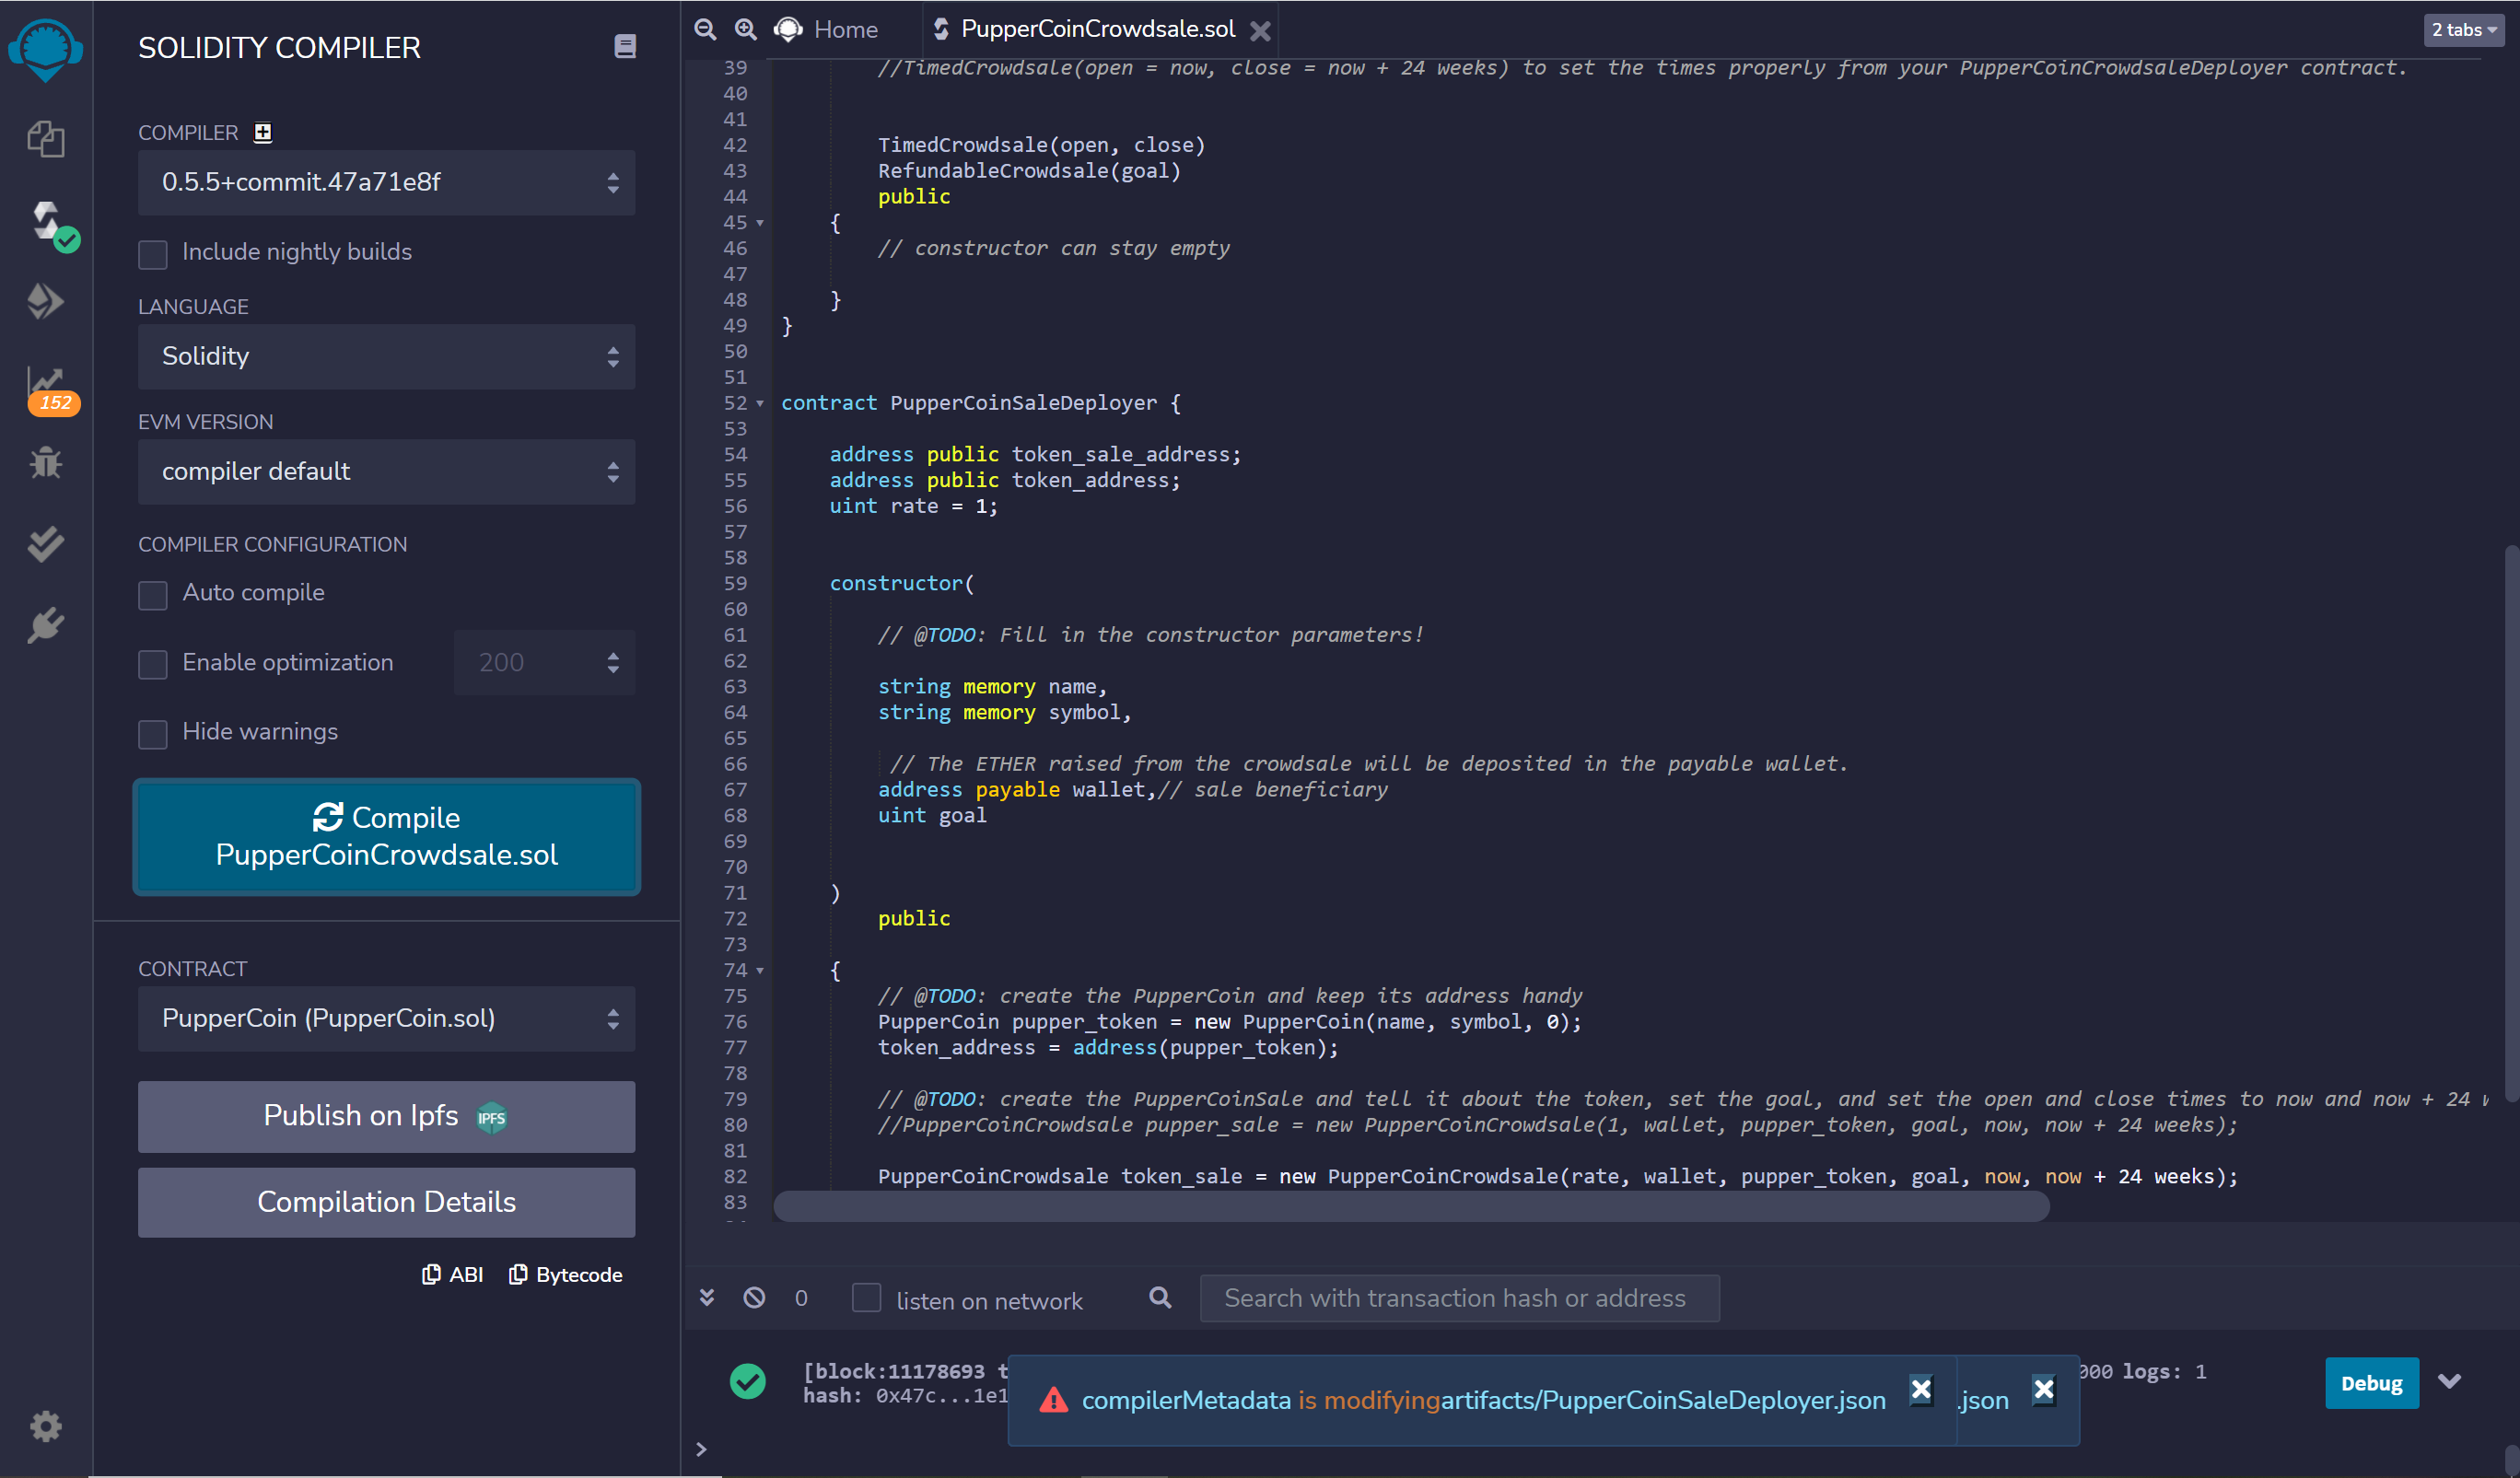 SOLIDITY COMPILER
COMPILER
0.5.5+commit.47a71e8f
Include nightly builds
LANGUAGE
Solidity
152
EVM VERSION
compiler default
COMPILER CONFIGURATION
Auto compile
Enable optimization
200
Hide warnings
Compile
PupperCoinCrowdsale.sol
CONTRACT
PupperCoin (PupperCoin.sol)
Publish on Ipfs IPFS
Compilation Details
ABI Bytecode
Home PupperCoinCrowdsale.sol 2 tabs
39 //TimedCrowdsale(open = now, close = now + 24 weeks) to set the times properly from your PupperCoinCrowdsaleDeployer contract.
40
41
42 TimedCrowdsale(open, close)
43 RefundableCrowdsale(goal)
44 public
45 {
46 // constructor can stay empty
47
48 }
49 }
50
51
52 contract PupperCoinSaleDeployer {
53
54 address public token_sale_address;
55 address public token_address;
56 uint rate = 1;
57
58
59 constructor(
60
61 // @TODO: Fill in the constructor parameters!
62
63 string memory name,
64 string memory symbol,
65
66 // The ETHER raised from the crowdsale will be deposited in the payable wallet.
67 address payable wallet,// sale beneficiary
68 uint goal
69
70
71 )
72 public
73
74 {
75 // @TODO: create the PupperCoin and keep its address handy
76 PupperCoin pupper_token = new PupperCoin(name, symbol, 0);
77 token_address = address(pupper_token);
78
79 // @TODO: create the PupperCoinSale and tell it about the token, set the goal, and set the open and close times to now and now + 24 w
80 //PupperCoinCrowdsale pupper_sale = new PupperCoinCrowdsale(1, wallet, pupper_token, goal, now, now + 24 weeks);
81
82 PupperCoinCrowdsale token_sale = new PupperCoinCrowdsale(rate, wallet, pupper_token, goal, now, now + 24 weeks);
83
0 listen on network Search with transaction hash or address
[block:11178693 t 000 logs: 1
hash: 0x47c...1e1
compilerMetadata is modifyingartifacts/PupperCoinSaleDeployer.json .json
Debug
>